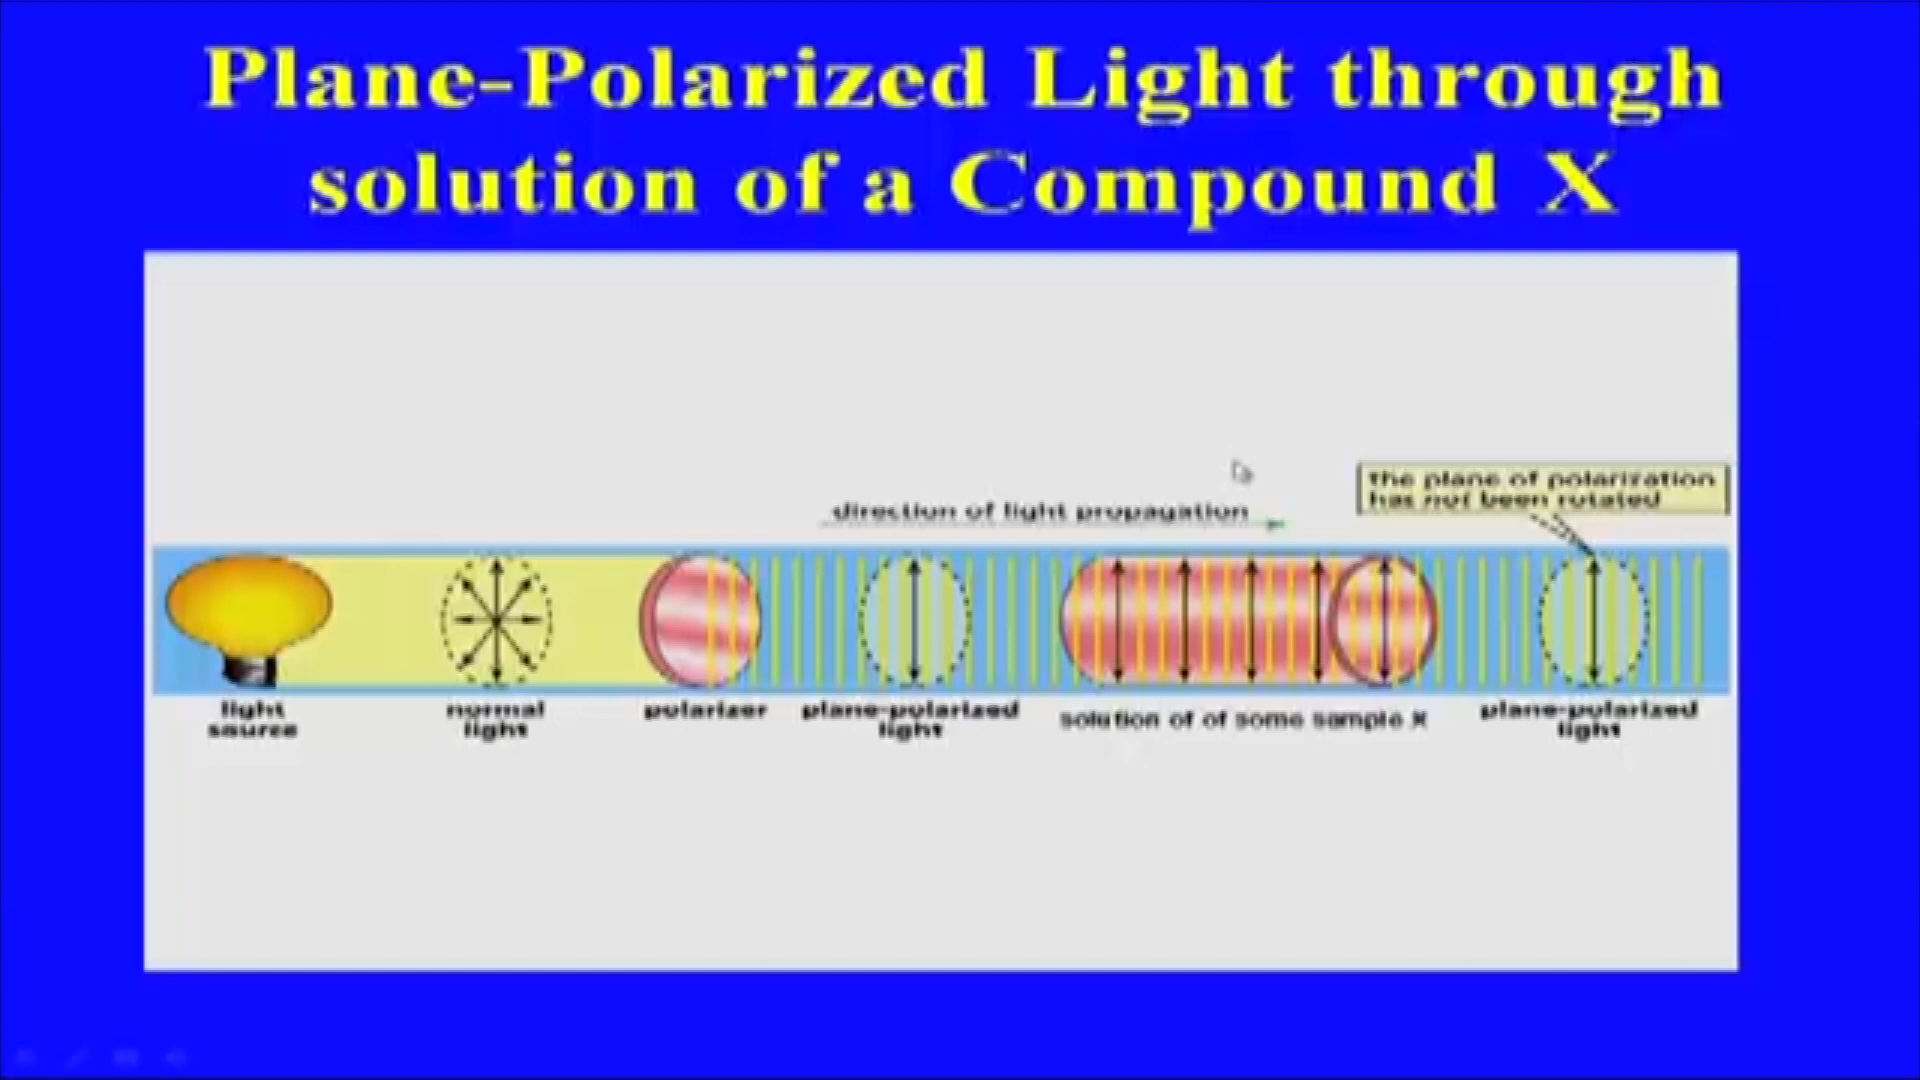 Plane-Polarized Light through
solution of a Compound X
the plane of polarization
has not been rotated
direction of light propagation
light
source
normal
light
polarizer
plane-polarized
light
solution of of some sample X
plane-polarized
light